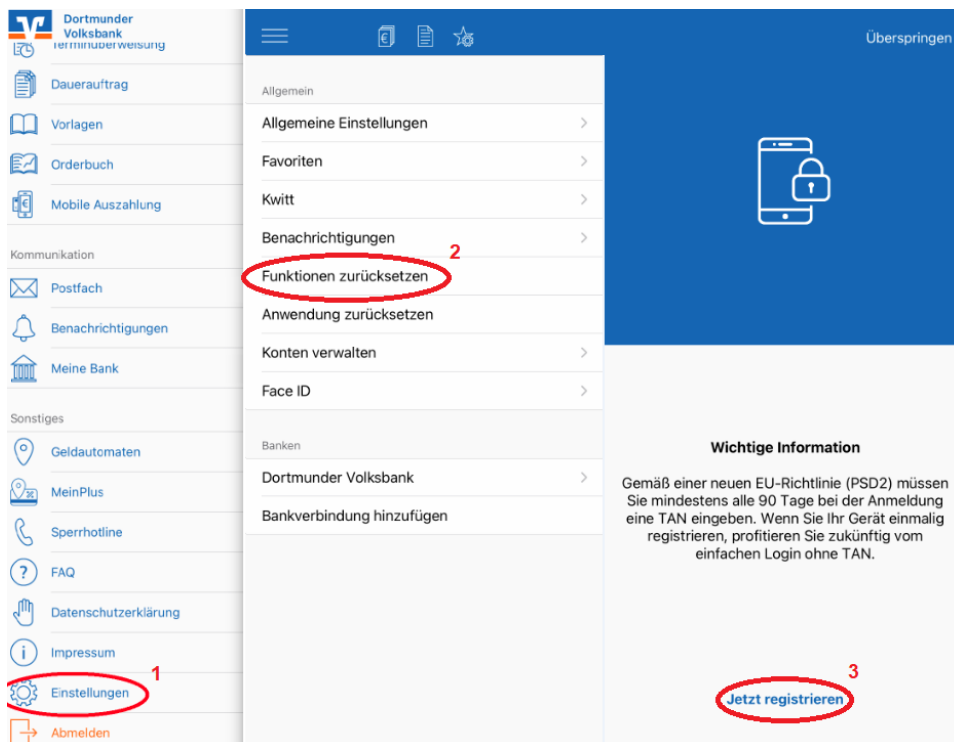 Dortmunder
Volksbank
Terminüberweisung
Dauerauftrag
Vorlagen
Orderbuch
Mobile Auszahlung
Kommunikation
Postfach
Benachrichtigungen
Meine Bank
Sonstiges
Geldautomaten
MeinPlus
Sperrhotline
FAQ
Datenschutzerklärung
Impressum
1
Einstellungen
Abmelden
Allgemein
Allgemeine Einstellungen
Favoriten
Kwitt
Benachrichtigungen
2
Funktionen zurücksetzen
Anwendung zurücksetzen
Konten verwalten
Face ID
Banken
Dortmunder Volksbank
Bankverbindung hinzufügen
Überspringen
Wichtige Information
Gemäß einer neuen EU-Richtlinie (PSD2) müssen
Sie mindestens alle 90 Tage bei der Anmeldung
eine TAN eingeben. Wenn Sie Ihr Gerät einmalig
registrieren, profitieren Sie zukünftig vom
einfachen Login ohne TAN.
3
Jetzt registrieren